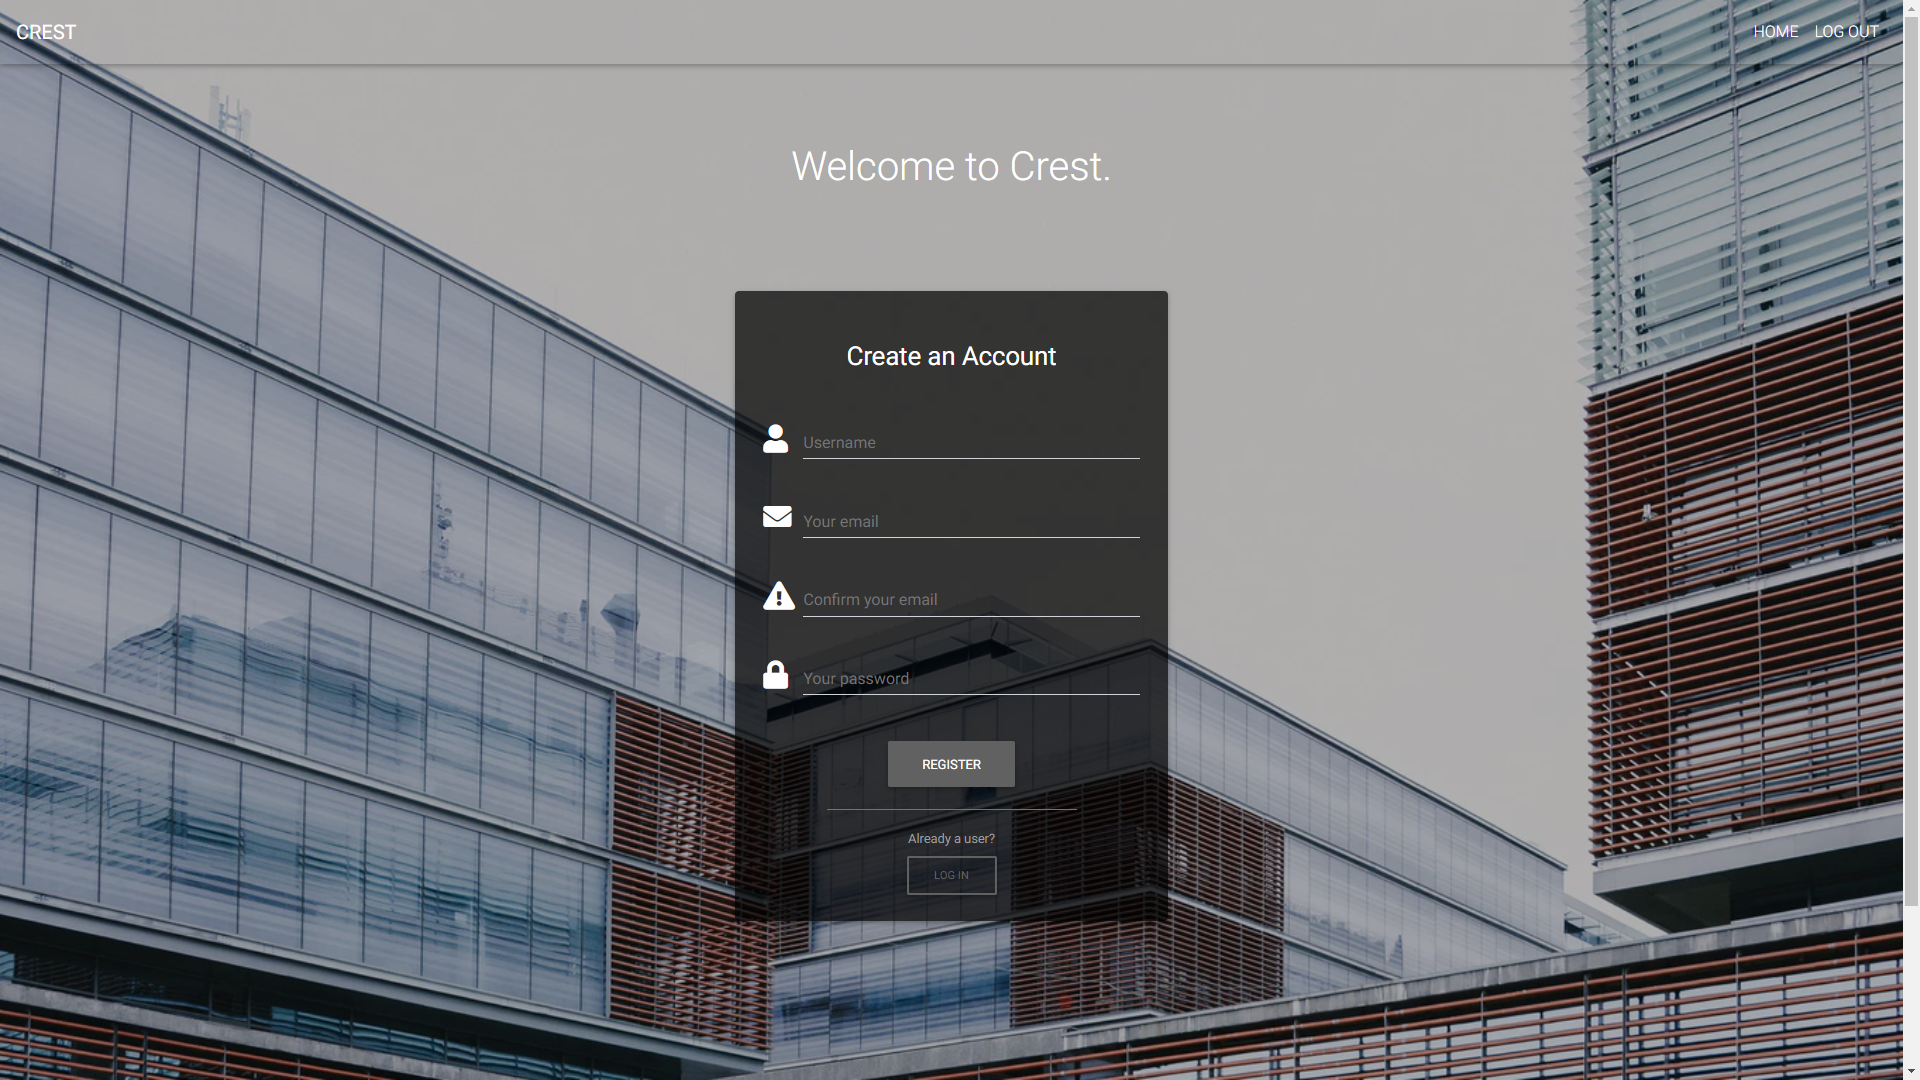 CREST
HOME LOG OUT
Welcome to Crest.
Create an Account
Username
Your email
Confirm your email
Your password
REGISTER
Already a user?
LOG IN